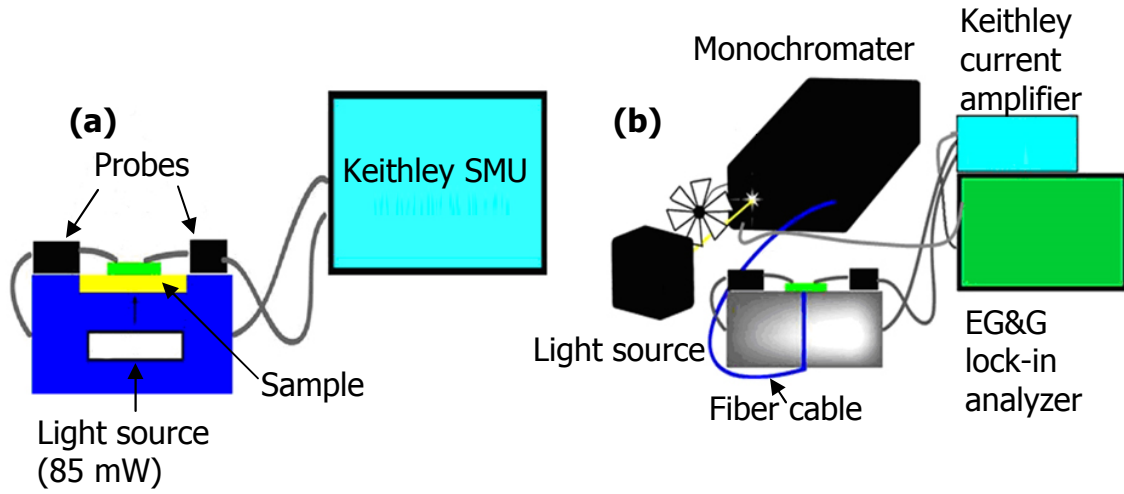 (a)
Probes
Keithley SMU
Sample
Light source
(85 mW)
(b)
Monochromater
Keithley
current
amplifier
Light source
Fiber cable
EG&G
lock-in
analyzer